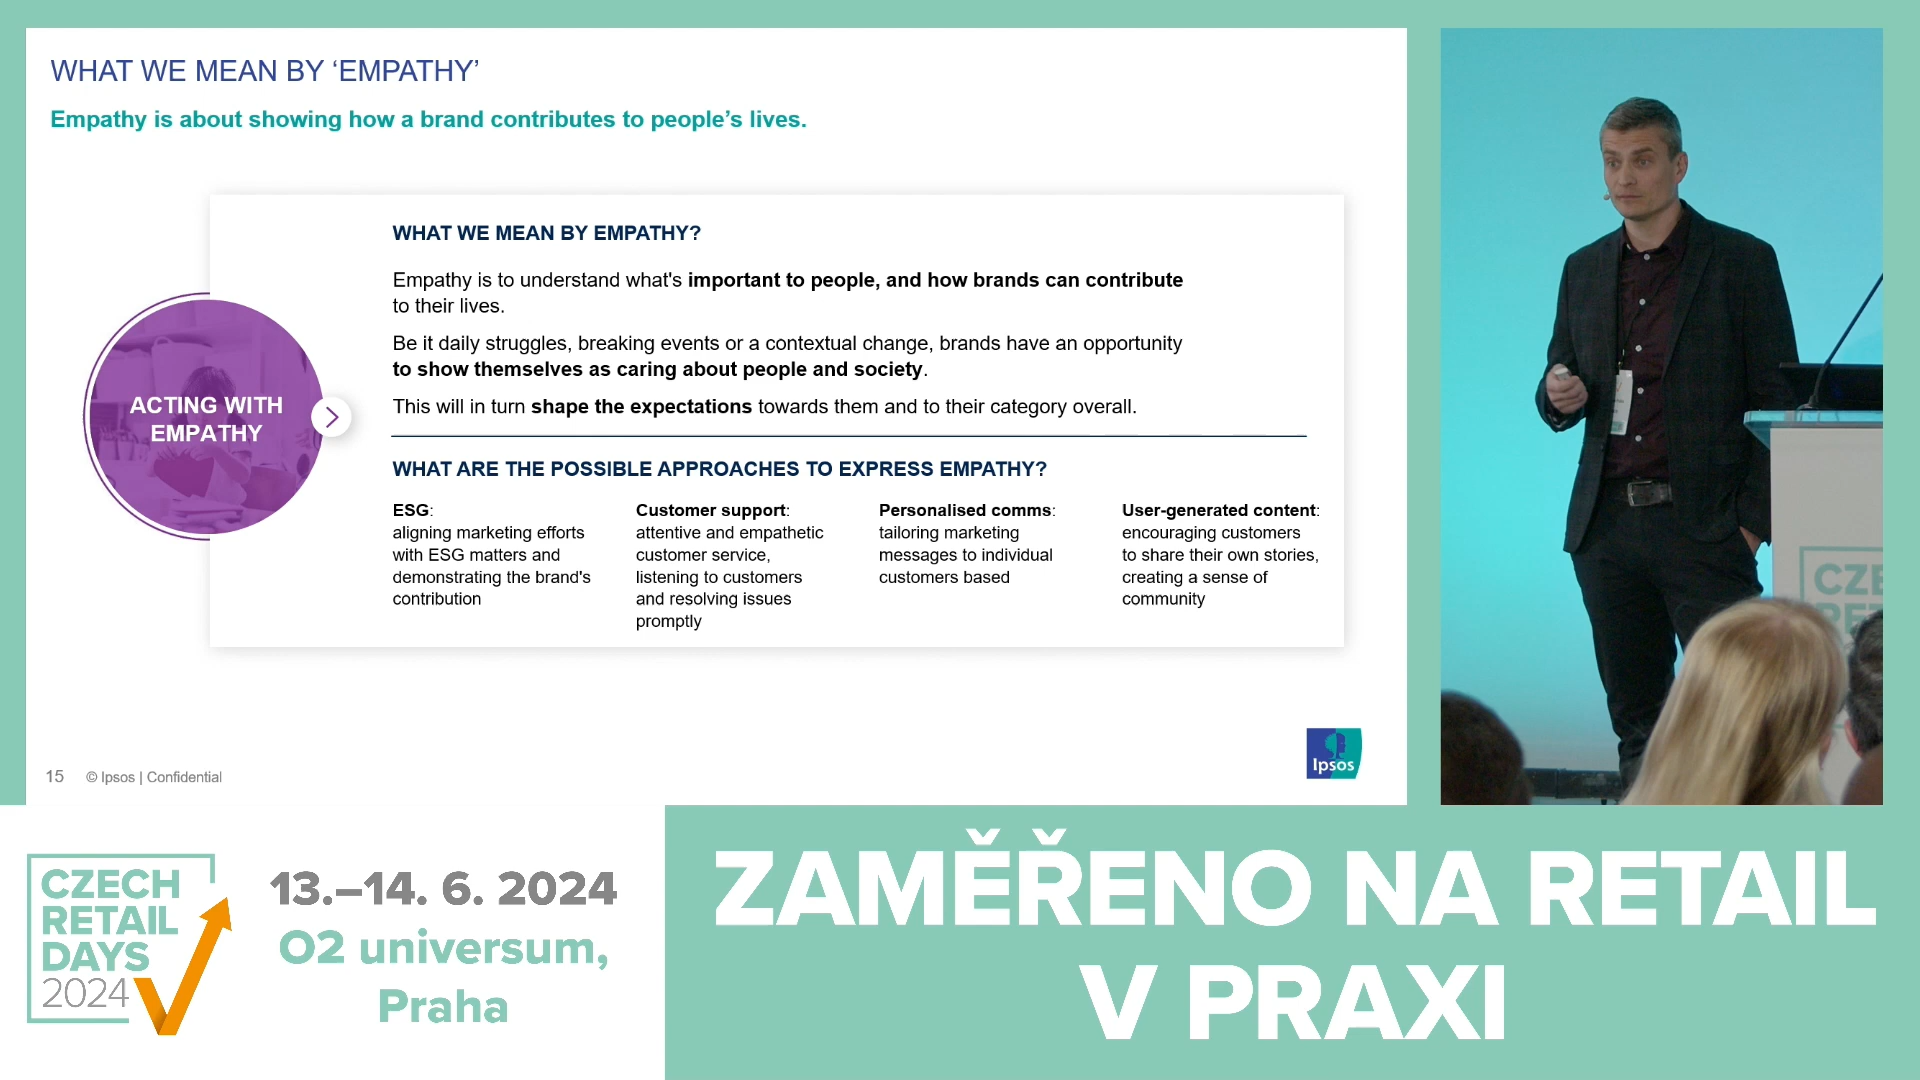 WHAT WE MEAN BY ‘EMPATHY’
Empathy is about showing how a brand contributes to people’s lives.
ACTING WITH
EMPATHY
WHAT WE MEAN BY EMPATHY?
Empathy is to understand what's important to people, and how brands can contribute
to their lives.
Be it daily struggles, breaking events or a contextual change, brands have an opportunity
to show themselves as caring about people and society.
This will in turn shape the expectations towards them and to their category overall.
WHAT ARE THE POSSIBLE APPROACHES TO EXPRESS EMPATHY?
ESG:
aligning marketing efforts
with ESG matters and
demonstrating the brand's
contribution
Customer support:
attentive and empathetic
customer service,
listening to customers
and resolving issues
promptly
Personalised comms:
tailoring marketing
messages to individual
customers based
User-generated content:
encouraging customers
to share their own stories,
creating a sense of
community
Ipsos
15 © Ipsos | Confidential
CZECH
RETAIL
DAYS
2024
13.–14. 6. 2024
O2 universum,
Praha
ZAMĚŘENO NA RETAIL
V PRAXI